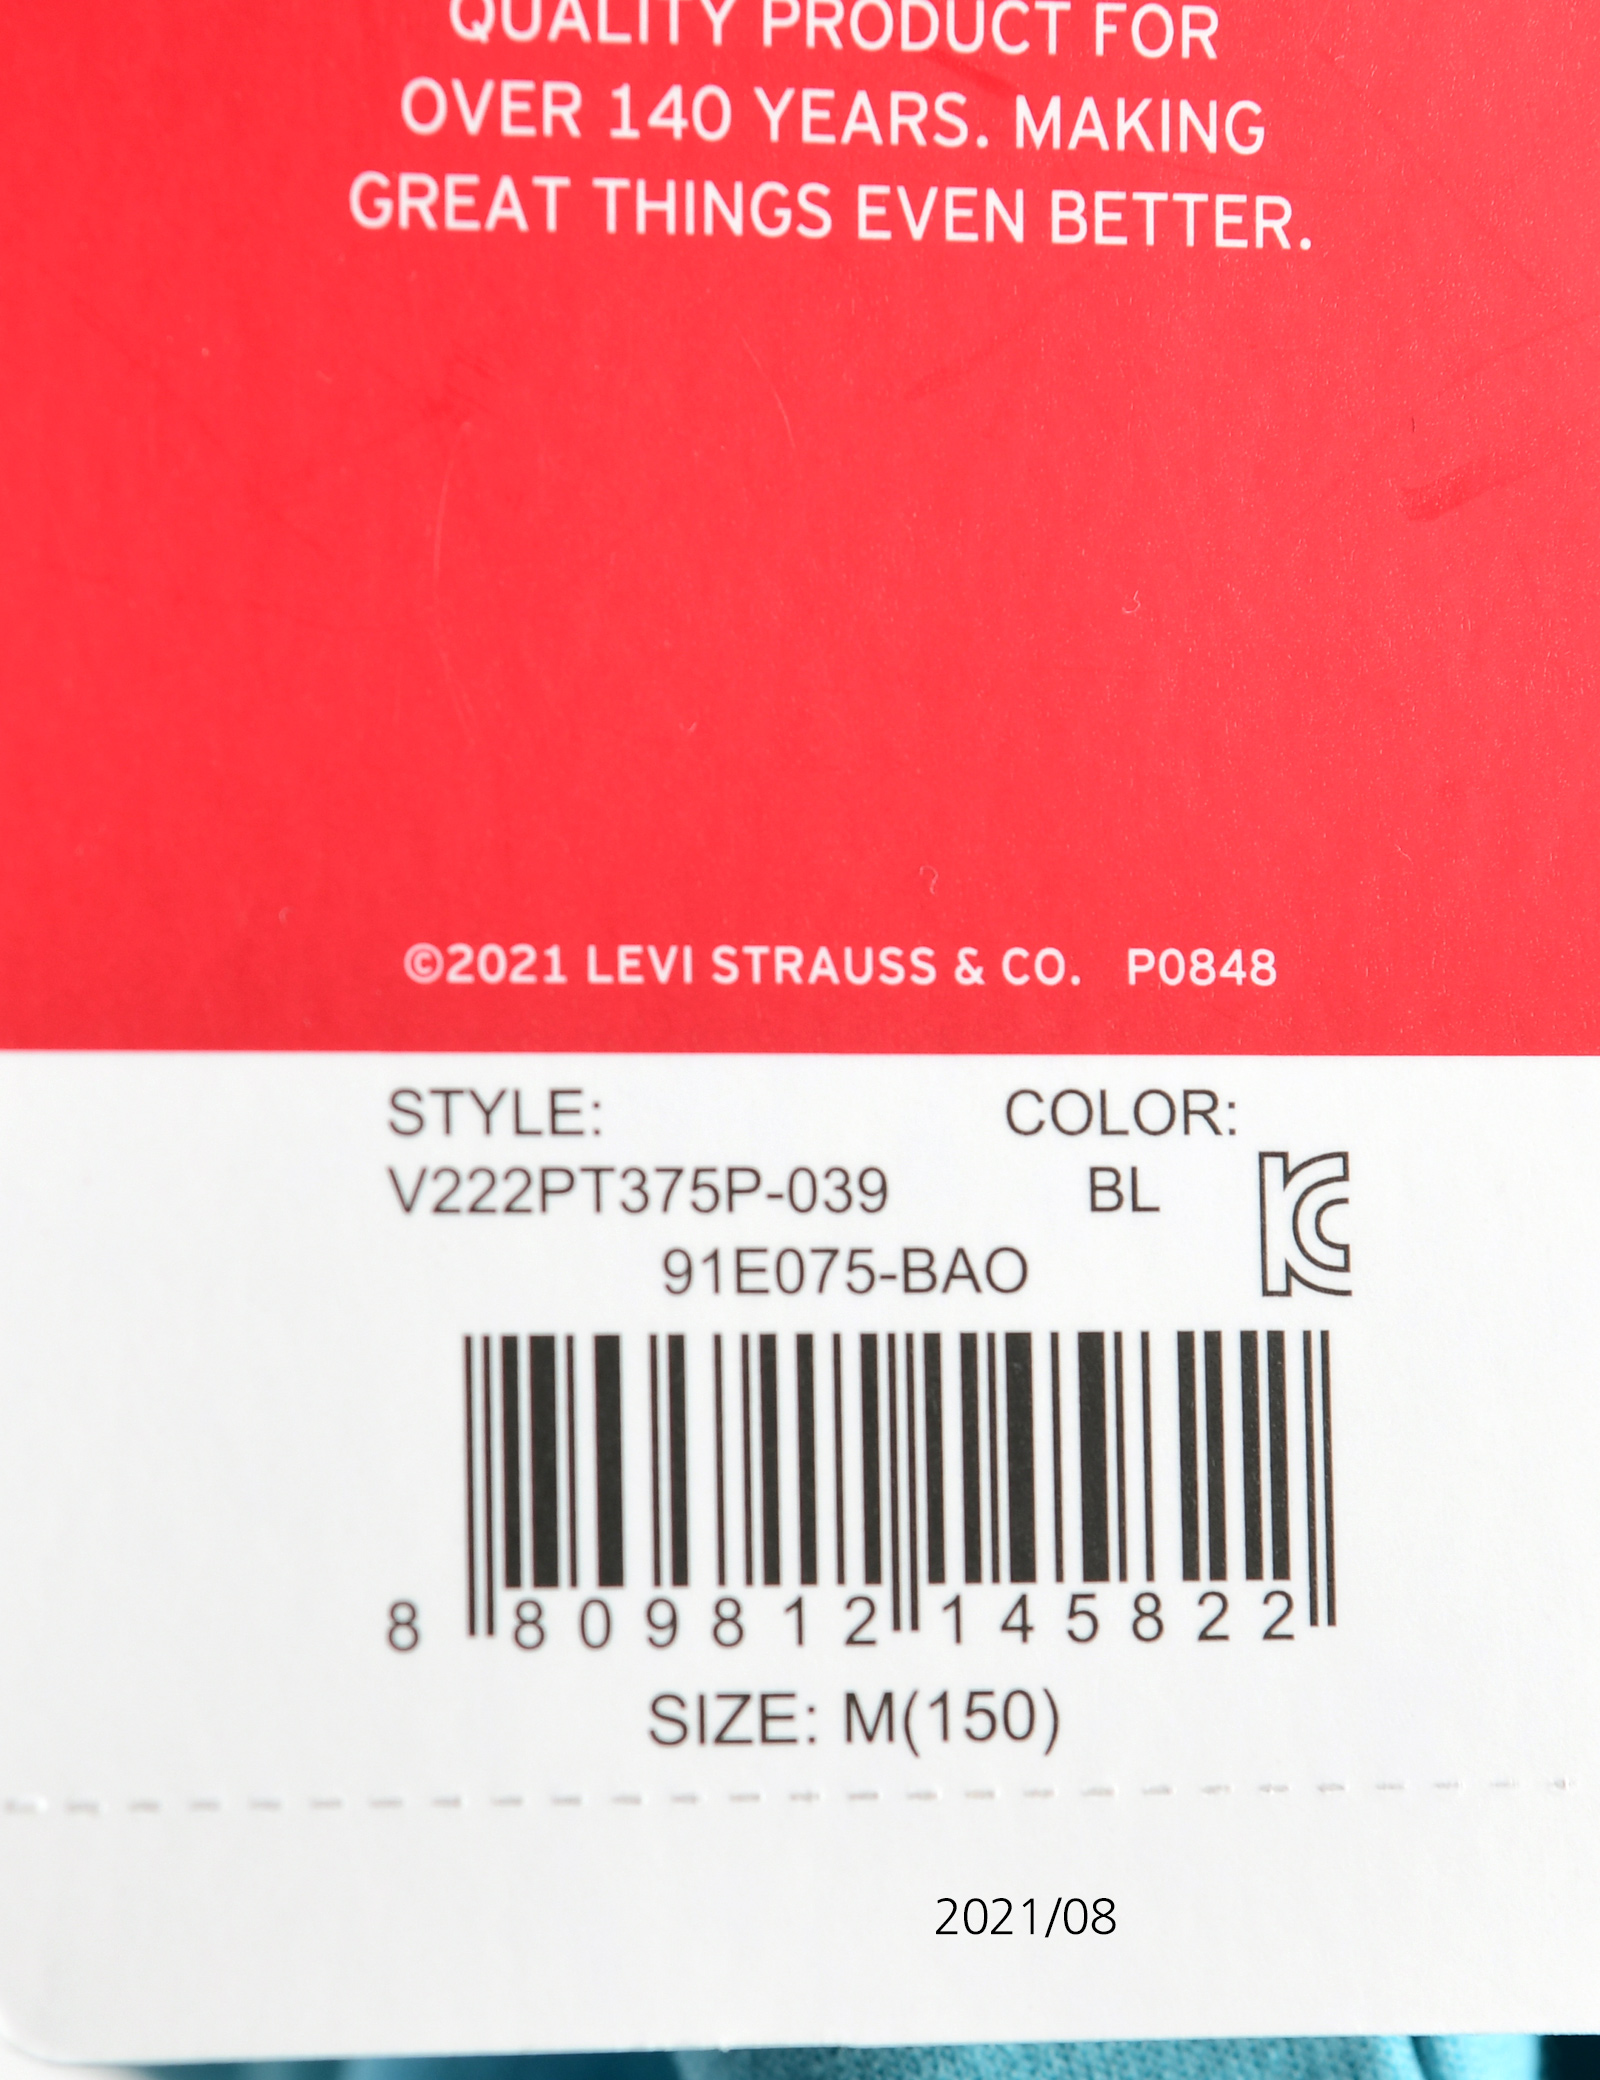 QUALITY PRODUCT FOR
OVER 140 YEARS. MAKING
GREAT THINGS EVEN BETTER.
©2021 LEVI STRAUSS & CO. P0848
STYLE: COLOR:
V222PT375P-039 BL
91E075-BAO
8 809812 145822
SIZE: M(150)
2021/08